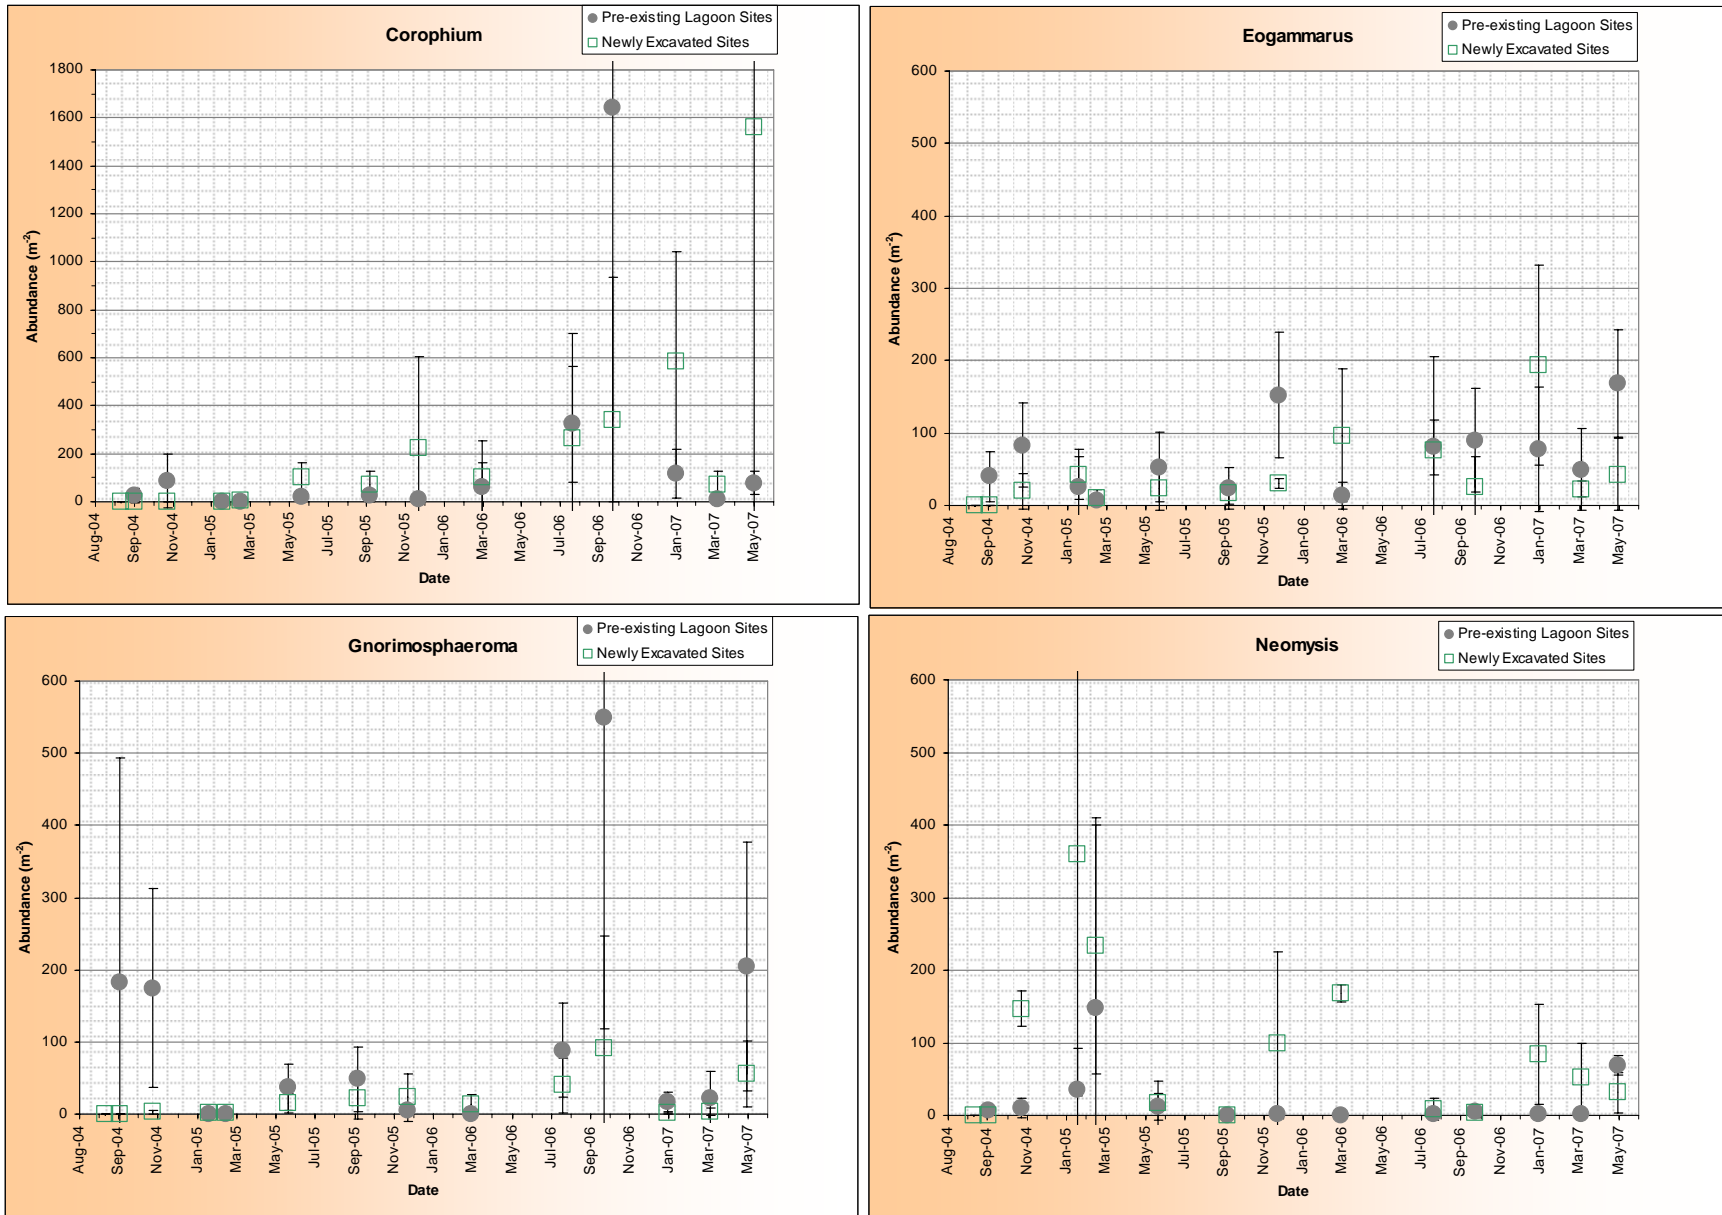 Corophium
Pre-existing Lagoon Sites
Newly Excavated Sites
1800
1600
1400
1200
1000
800
600
400
200
0
Abundance (m-2)
Aug-04 Sep-04 Nov-04 Jan-05 Mar-05 May-05 Jul-05 Sep-05 Nov-05 Jan-06 Mar-06 May-06 Jul-06 Sep-06 Nov-06 Jan-07 Mar-07 May-07
Date
Eogammarus
Pre-existing Lagoon Sites
Newly Excavated Sites
600
500
400
300
200
100
0
Abundance (m-2)
Aug-04 Sep-04 Nov-04 Jan-05 Mar-05 May-05 Jul-05 Sep-05 Nov-05 Jan-06 Mar-06 May-06 Jul-06 Sep-06 Nov-06 Jan-07 Mar-07 May-07
Date
Gnorimosphaeroma
Pre-existing Lagoon Sites
Newly Excavated Sites
600
500
400
300
200
100
0
Abundance (m-2)
Aug-04 Sep-04 Nov-04 Jan-05 Mar-05 May-05 Jul-05 Sep-05 Nov-05 Jan-06 Mar-06 May-06 Jul-06 Sep-06 Nov-06 Jan-07 Mar-07 May-07
Date
Neomysis
Pre-existing Lagoon Sites
Newly Excavated Sites
600
500
400
300
200
100
0
Abundance (m-2)
Aug-04 Sep-04 Nov-04 Jan-05 Mar-05 May-05 Jul-05 Sep-05 Nov-05 Jan-06 Mar-06 May-06 Jul-06 Sep-06 Nov-06 Jan-07 Mar-07 May-07
Date